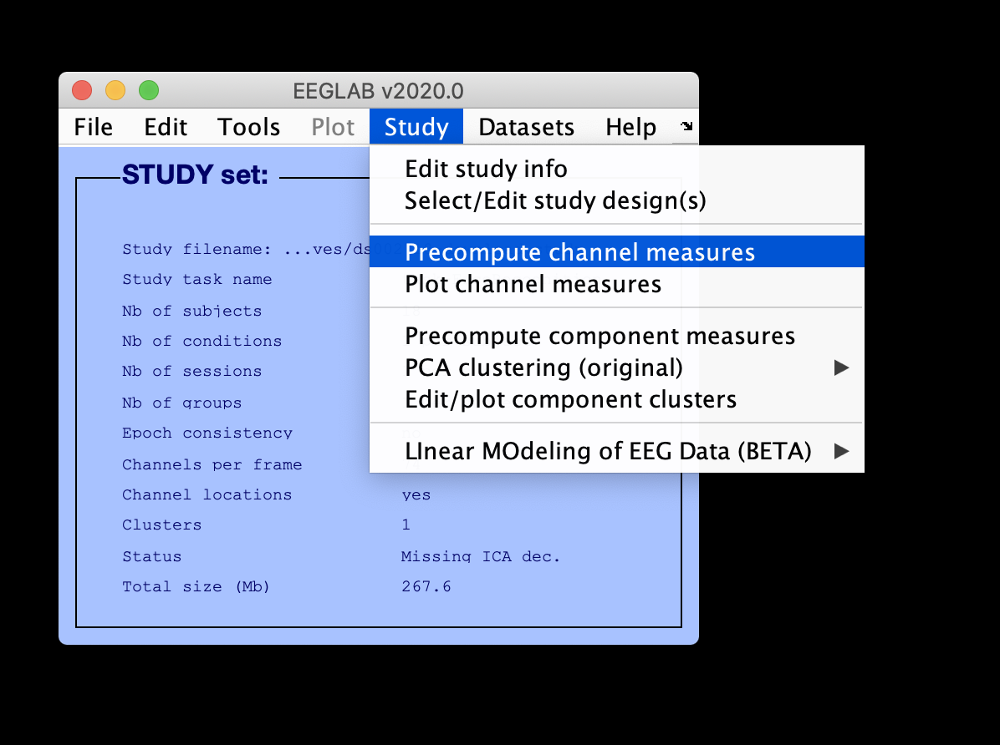 EEGLAB v2020.0
File Edit Tools Plot Study Datasets Help
STUDY set:
Edit study info
Select/Edit study design(s)
Precompute channel measures
Plot channel measures
Precompute component measures
PCA clustering (original)
Edit/plot component clusters
LInear MOdeling of EEG Data (BETA)
Study filename: ...ves/ds
Study task name
Nb of subjects
Nb of conditions
Nb of sessions
Nb of groups
Epoch consistency
Channels per frame
Channel locations yes
Clusters 1
Status Missing ICA dec.
Total size (Mb) 267.6